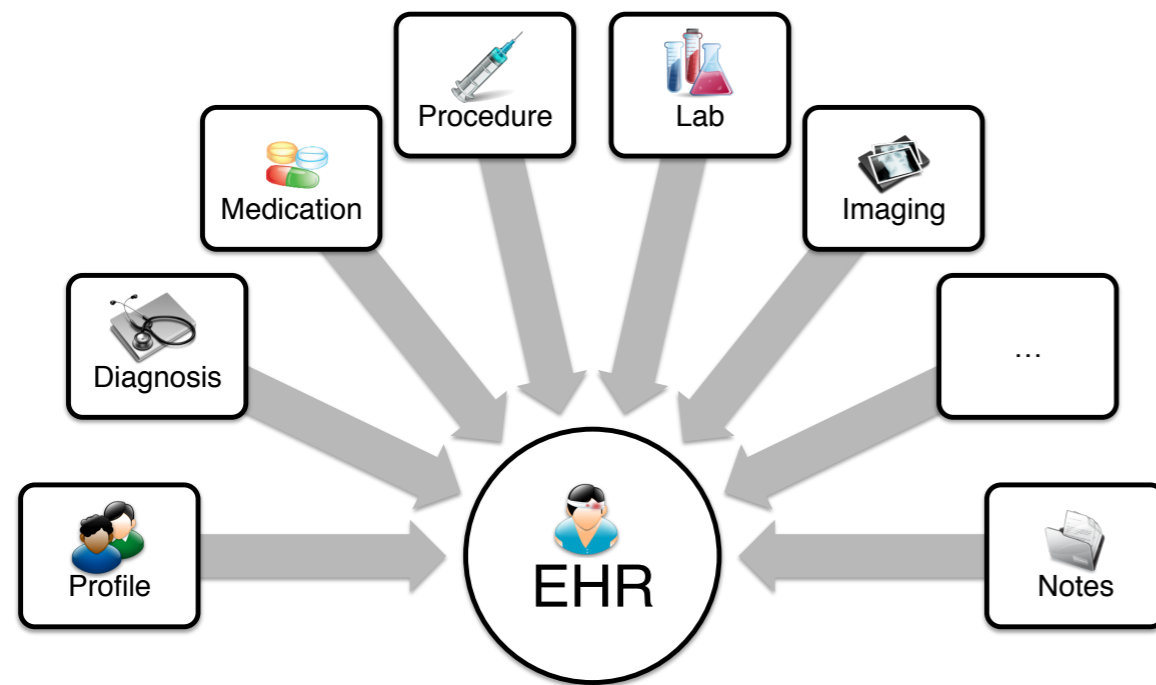 Procedure
Lab
Medication
Imaging
Diagnosis
...
Profile
EHR
Notes